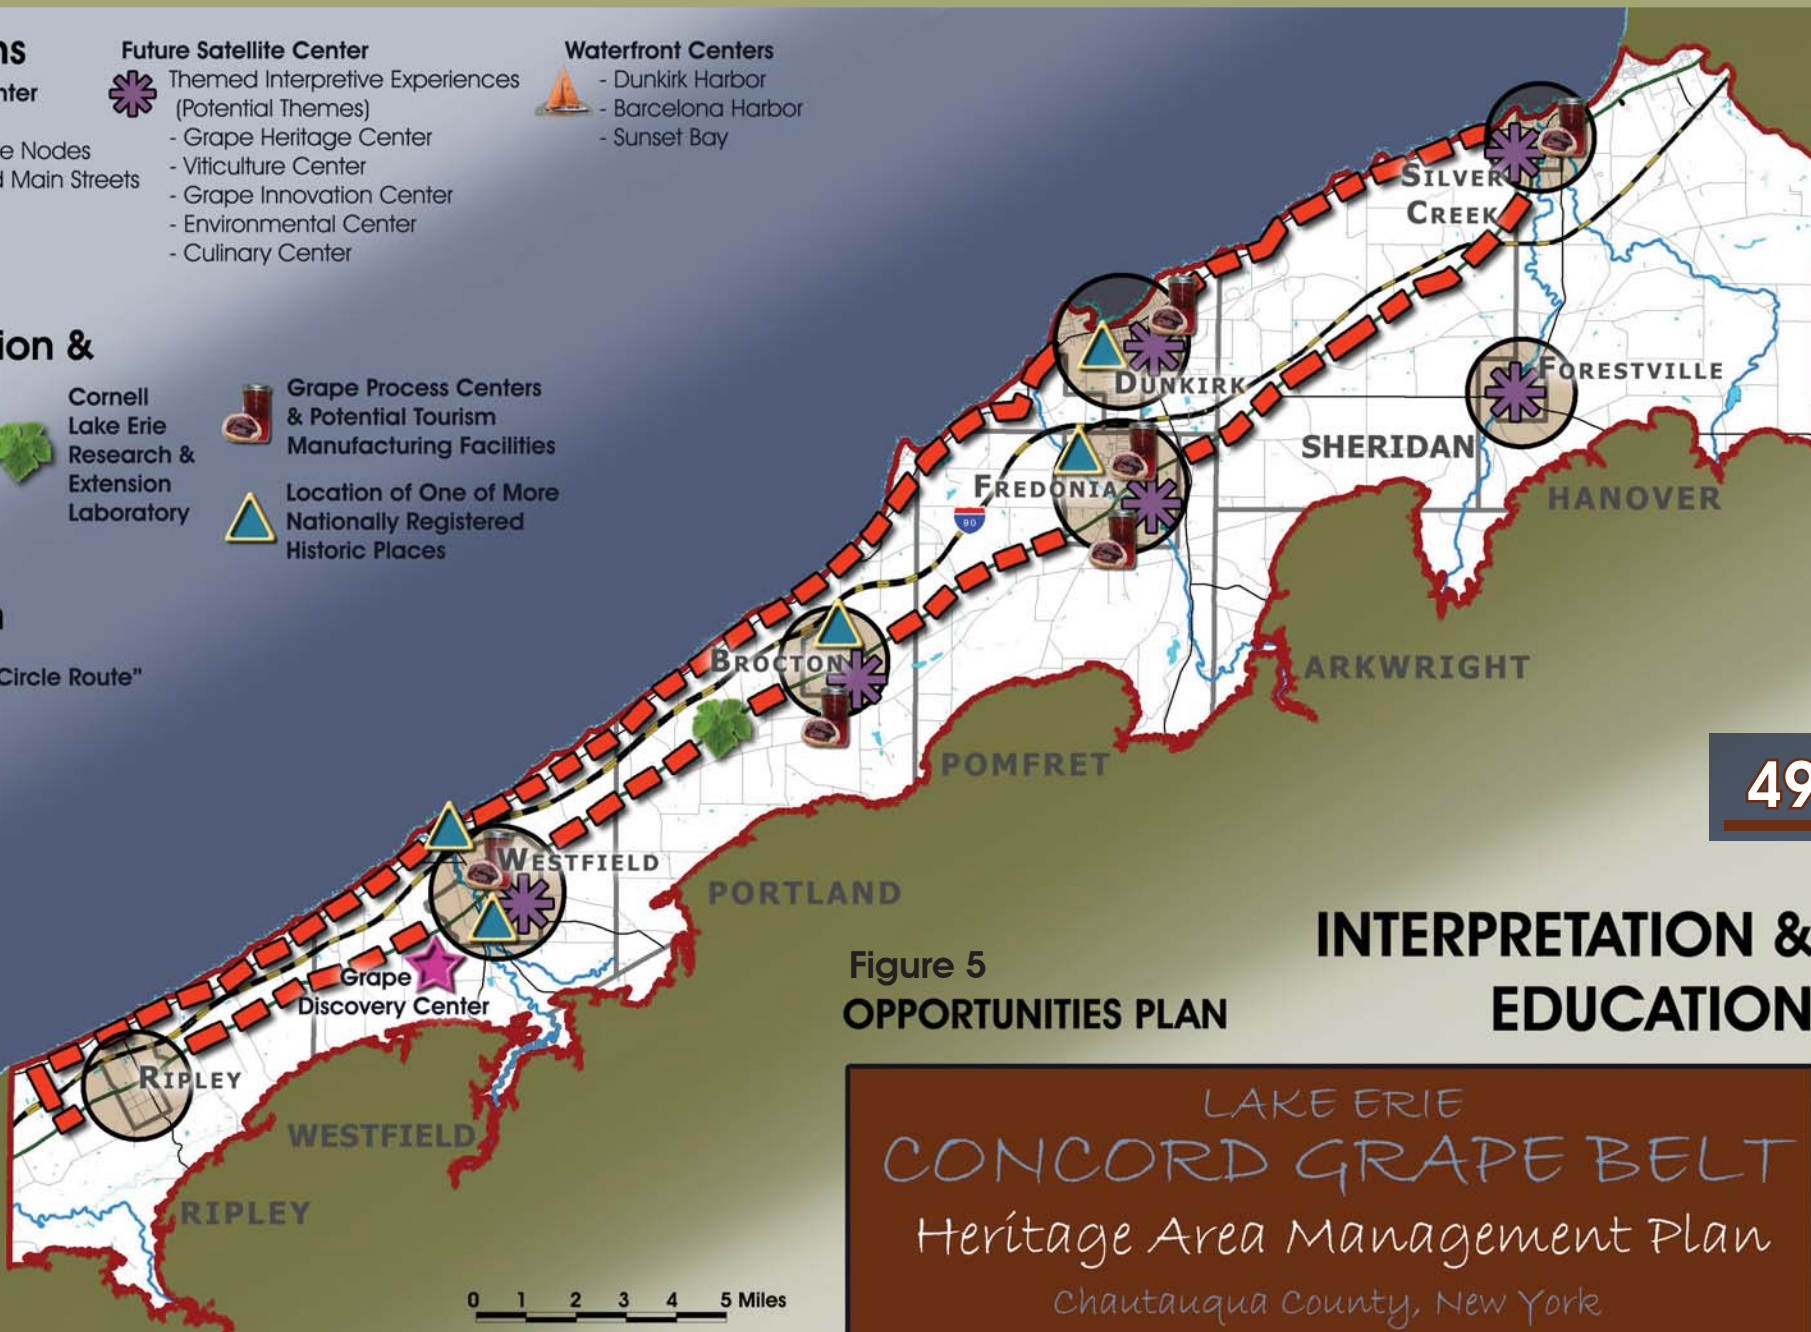 ns
nter
e Nodes
d Main Streets
Future Satellite Center
Themed Interpretive Experiences
(Potential Themes)
- Grape Heritage Center
- Viticulture Center
- Grape Innovation Center
- Environmental Center
- Culinary Center
Waterfront Centers
- Dunkirk Harbor
- Barcelona Harbor
- Sunset Bay
ion &
Cornell
Lake Erie
Research &
Extension
Laboratory
Grape Process Centers
& Potential Tourism
Manufacturing Facilities
Location of One of More
Nationally Registered
Historic Places
n
Circle Route"
SILVER
CREEK
DUNKIRK
FORESTVILLE
SHERIDAN
FREDONIA
HANOVER
90
BROCTON
ARKWRIGHT
POMFRET
49
WESTFIELD
PORTLAND
Grape
Discovery Center
RIPLEY
WESTFIELD
RIPLEY
0 1 2 3 4 5 Miles
Figure 5
OPPORTUNITIES PLAN
INTERPRETATION &
EDUCATION
LAKE ERIE
CONCORD GRAPE BELT
Heritage Area Management Plan
Chautauqua County, New York